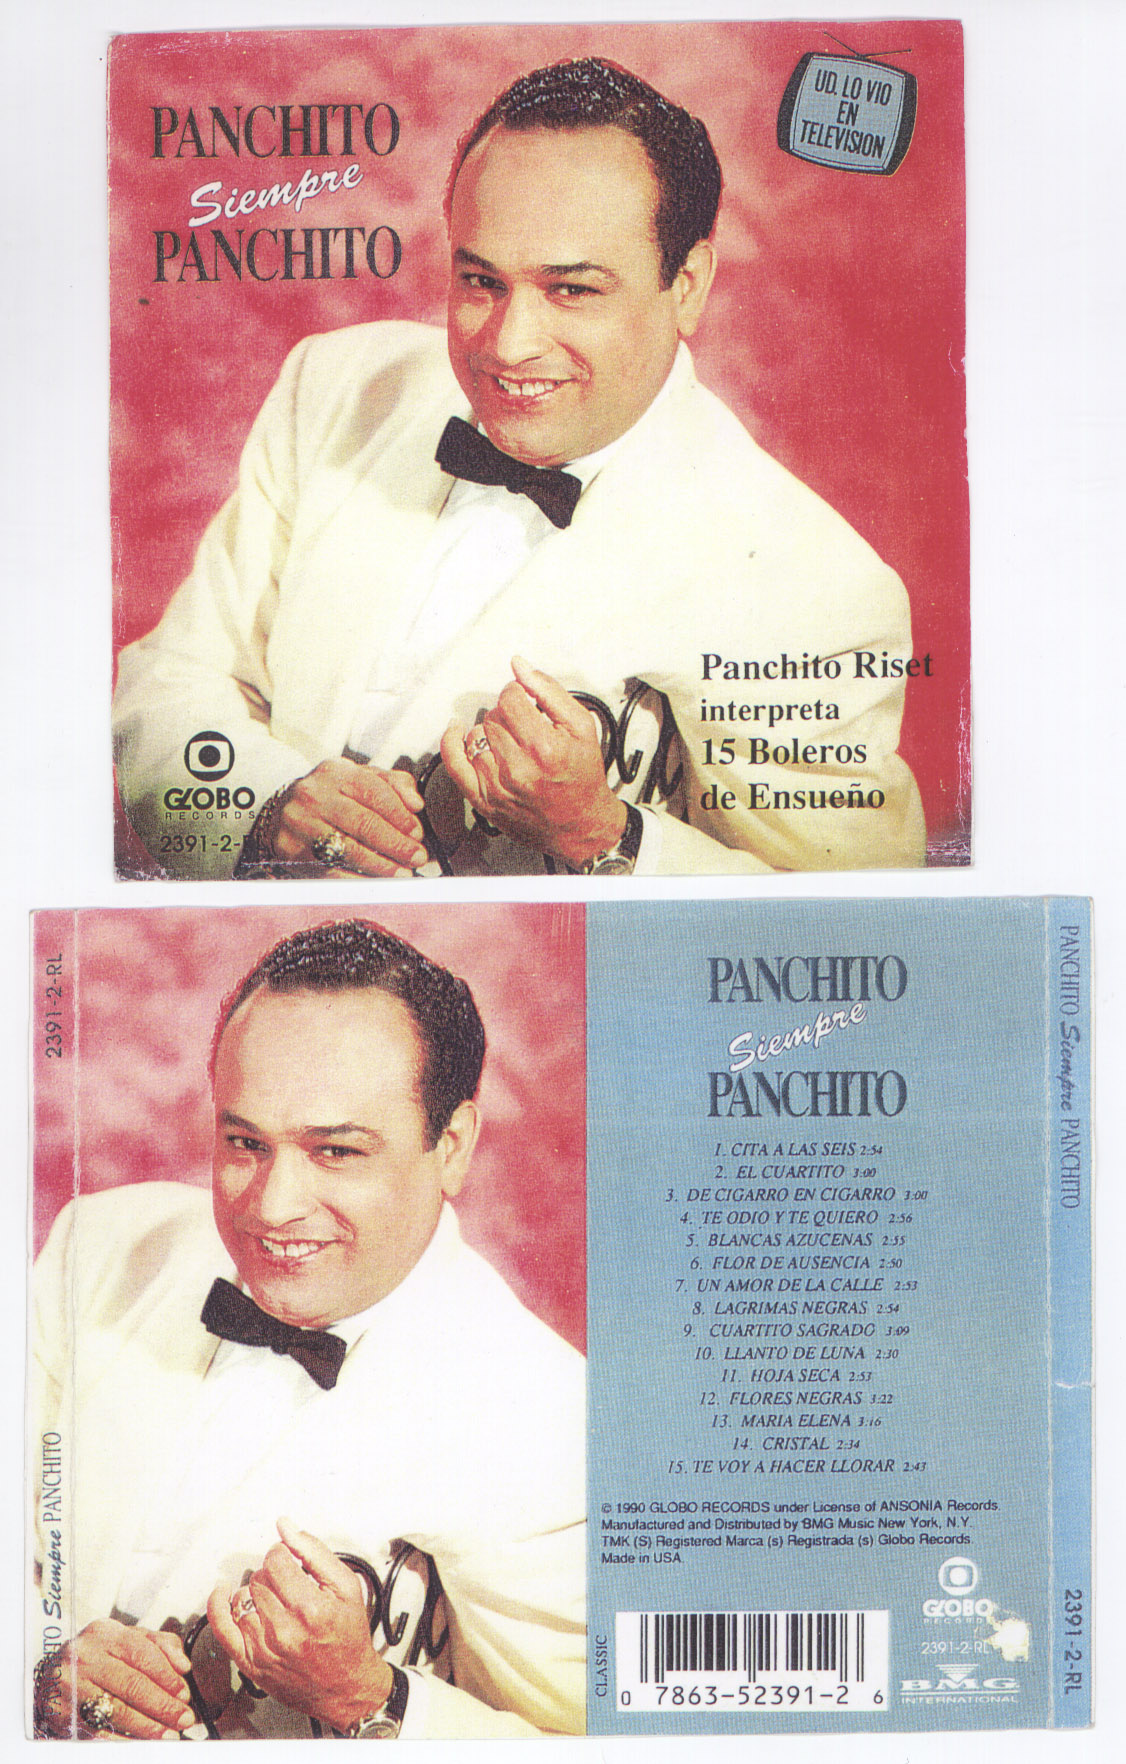 PANCHITO
Siempre
PANCHITO
UD. LO VIO
EN
TELEVISION
Panchito Riset
interpreta
15 Boleros
de Ensueño
GLOBO
RECORDS
2391-2-RL
2391-2-RL
PANCHITO Siempre PANCHITO
PANCHITO
Siempre
PANCHITO
1. CITA A LAS SEIS 2:54
2. EL CUARTITO 3:00
3. DE CIGARRO EN CIGARRO 3:00
4. TE ODIO Y TE QUIERO 2:56
5. BLANCAS AZUCENAS 2:55
6. FLOR DE AUSENCIA 2:50
7. UN AMOR DE LA CALLE 2:53
8. LAGRIMAS NEGRAS 2:54
9. CUARTITO SAGRADO 3:09
10. LLANTO DE LUNA 2:30
11. HOJA SECA 2:53
12. FLORES NEGRAS 3:22
13. MARIA ELENA 3:16
14. CRISTAL 2:34
15. TE VOY A HACER LLORAR 2:43
© 1990 GLOBO RECORDS under License of ANSONIA Records.
Manufactured and Distributed by BMG Music New York, N.Y.
TMK (S) Registered Marca (s) Registrada (s) Globo Records.
Made in USA.
CLASSIC
0 7863-52391-2 6
GLOBO
RECORDS
2391-2-RL
BMG
INTERNATIONAL
PANCHITO Siempre PANCHITO
2391-2-RL